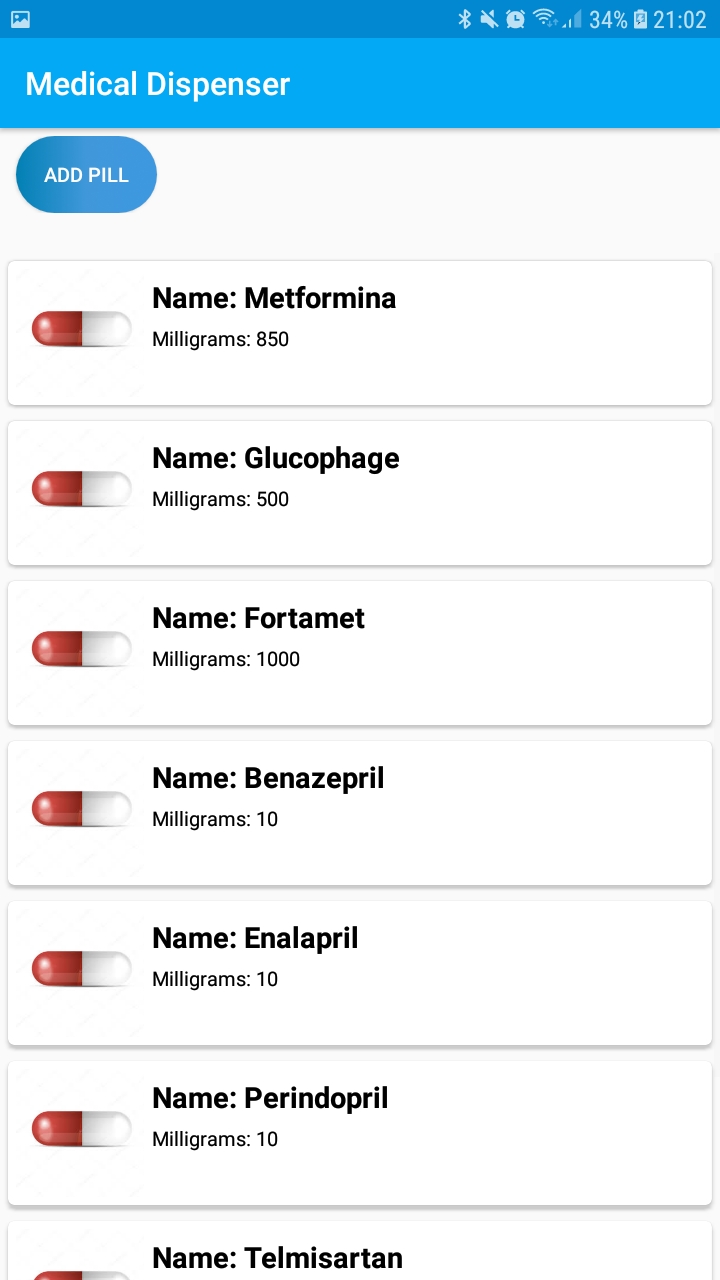 34% 21:02
Medical Dispenser
ADD PILL
Name: Metformina
Milligrams: 850
Name: Glucophage
Milligrams: 500
Name: Fortamet
Milligrams: 1000
Name: Benazepril
Milligrams: 10
Name: Enalapril
Milligrams: 10
Name: Perindopril
Milligrams: 10
Name: Telmisartan